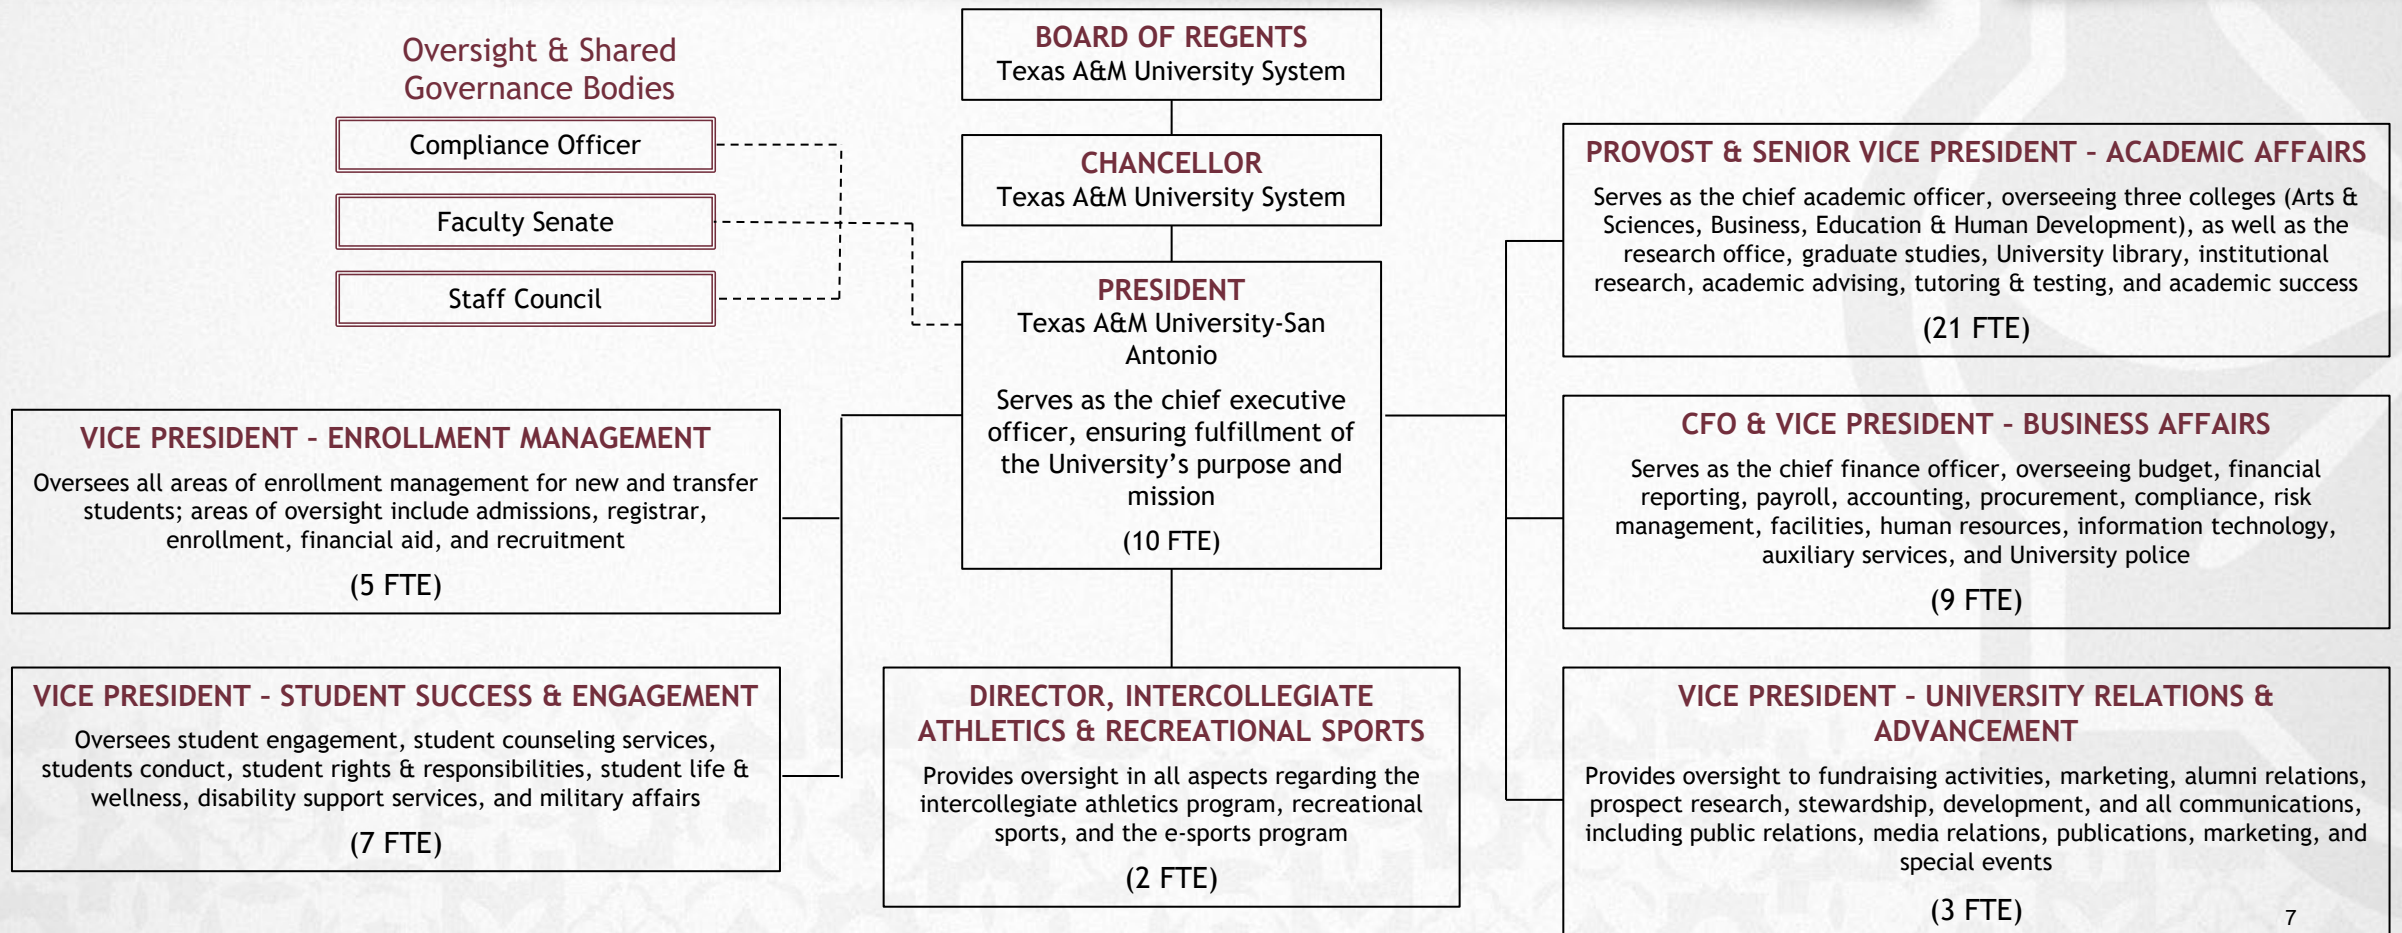 Oversight & Shared
Governance Bodies
Compliance Officer
Faculty Senate
Staff Council
BOARD OF REGENTS
Texas A&M University System
CHANCELLOR
Texas A&M University System
PRESIDENT
Texas A&M University-San
Antonio
Serves as the chief executive
officer, ensuring fulfillment of
the University’s purpose and
mission
(10 FTE)
VICE PRESIDENT – ENROLLMENT MANAGEMENT
Oversees all areas of enrollment management for new and transfer
students; areas of oversight include admissions, registrar,
enrollment, financial aid, and recruitment
(5 FTE)
VICE PRESIDENT – STUDENT SUCCESS & ENGAGEMENT
Oversees student engagement, student counseling services,
students conduct, student rights & responsibilities, student life &
wellness, disability support services, and military affairs
(7 FTE)
DIRECTOR, INTERCOLLEGIATE
ATHLETICS & RECREATIONAL SPORTS
Provides oversight in all aspects regarding the
intercollegiate athletics program, recreational
sports, and the e-sports program
(2 FTE)
PROVOST & SENIOR VICE PRESIDENT – ACADEMIC AFFAIRS
Serves as the chief academic officer, overseeing three colleges (Arts &
Sciences, Business, Education & Human Development), as well as the
research office, graduate studies, University library, institutional
research, academic advising, tutoring & testing, and academic success
(21 FTE)
CFO & VICE PRESIDENT – BUSINESS AFFAIRS
Serves as the chief finance officer, overseeing budget, financial
reporting, payroll, accounting, procurement, compliance, risk
management, facilities, human resources, information technology,
auxiliary services, and University police
(9 FTE)
VICE PRESIDENT – UNIVERSITY RELATIONS &
ADVANCEMENT
Provides oversight to fundraising activities, marketing, alumni relations,
prospect research, stewardship, development, and all communications,
including public relations, media relations, publications, marketing, and
special events
(3 FTE)
7